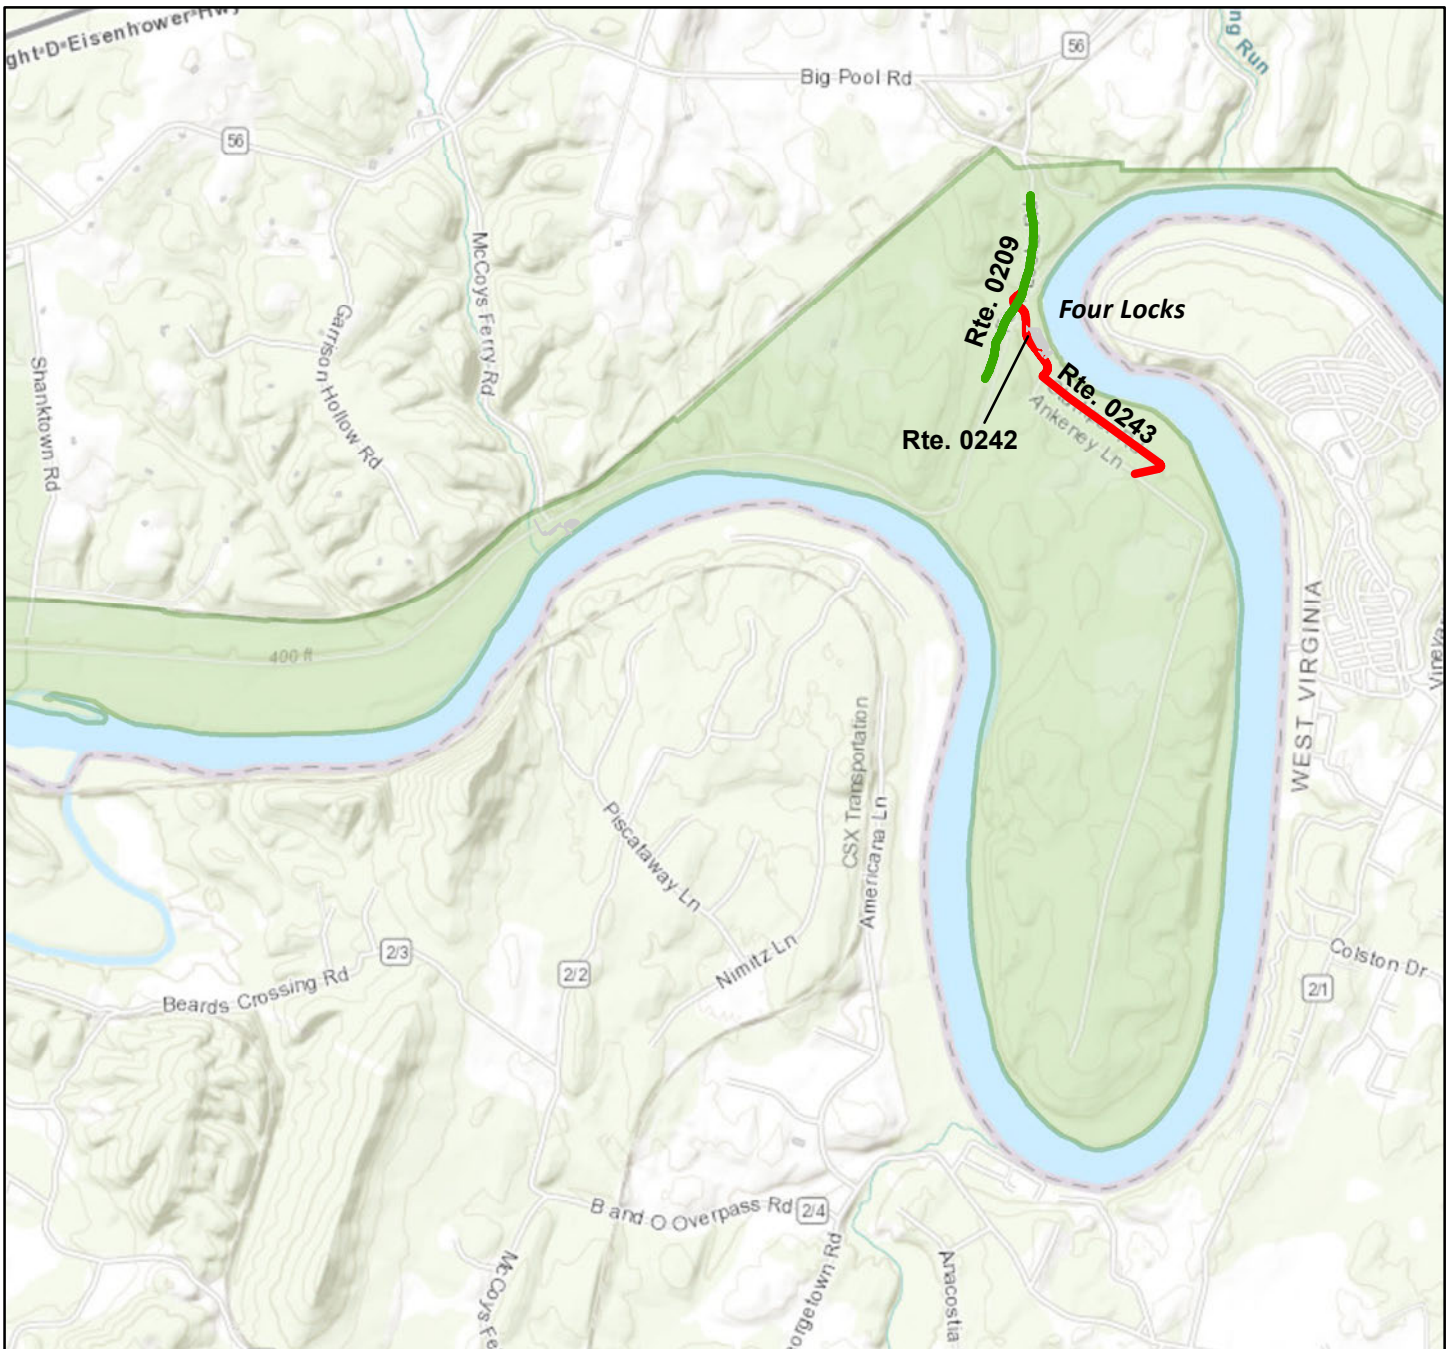 ght D Eisenhower Hwy
ng Run
56
Big Pool Rd
56
McCoys Ferry Rd
Rte. 0209
Four Locks
Garrison Hollow Rd
Shanktown Rd
Rte. 0243
Ankeney Ln
Rte. 0242
WEST VIRGINIA
400 ft
CSX Transportation
Americana Ln
Piscataway Ln
Nimitz Ln
2/3
2/2
Beards Crossing Rd
Colston Dr
2/1
B and O Overpass Rd
2/4
McCoys Fe
orgetown Rd
Anacostia